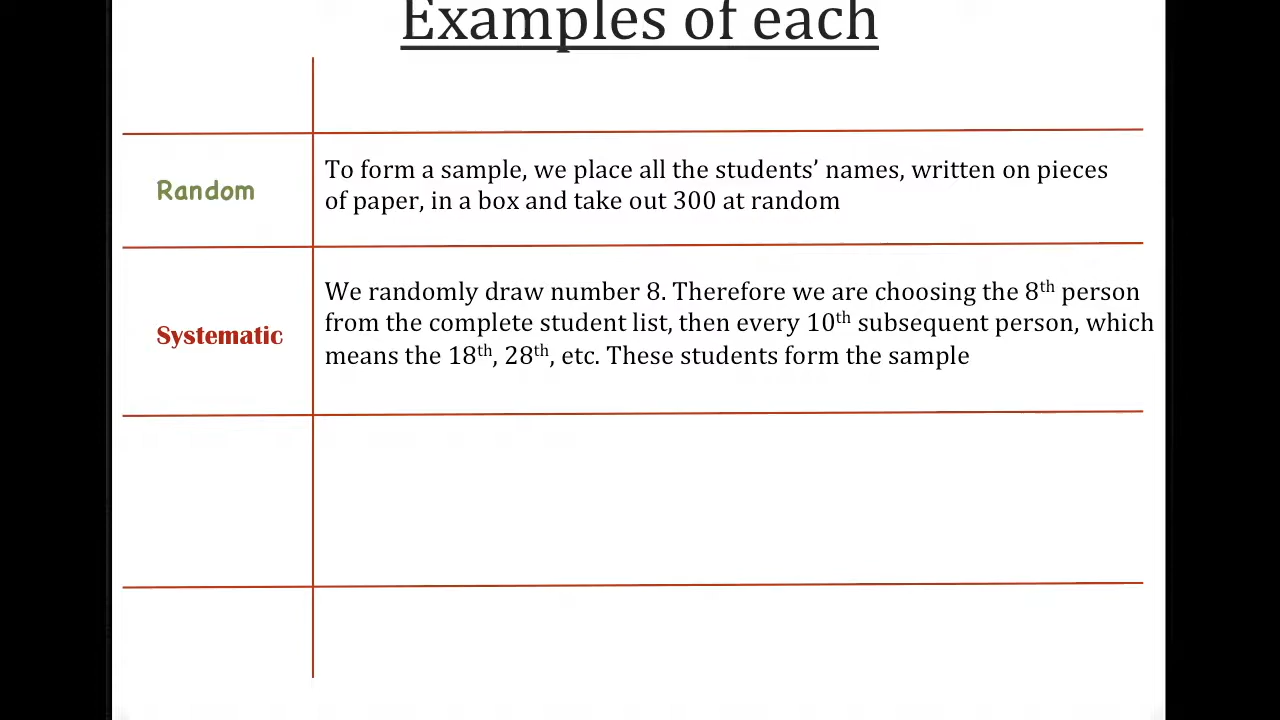 Examples of each
Random
To form a sample, we place all the students’ names, written on pieces
of paper, in a box and take out 300 at random
Systematic
We randomly draw number 8. Therefore we are choosing the 8th person
from the complete student list, then every 10th subsequent person, which
means the 18th, 28th, etc. These students form the sample